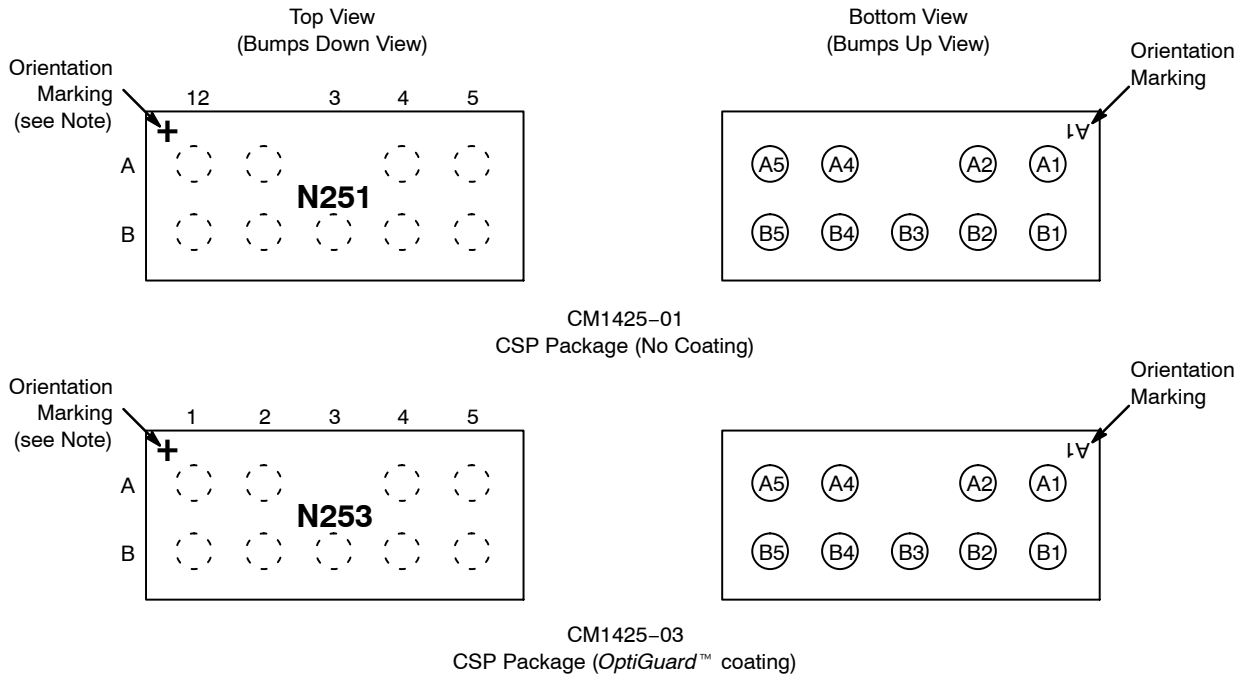 Top View
(Bumps Down View)
Bottom View
(Bumps Up View)
Orientation
Marking
(see Note)
Orientation
Marking
12 3 4 5
+
A
B
N251
A1
A5 A4 A2 A1
B5 B4 B3 B2 B1
CM1425−01
CSP Package (No Coating)
Orientation
Marking
(see Note)
Orientation
Marking
1 2 3 4 5
+
A
B
N253
A1
A5 A4 A2 A1
B5 B4 B3 B2 B1
CM1425−03
CSP Package (OptiGuard™ coating)